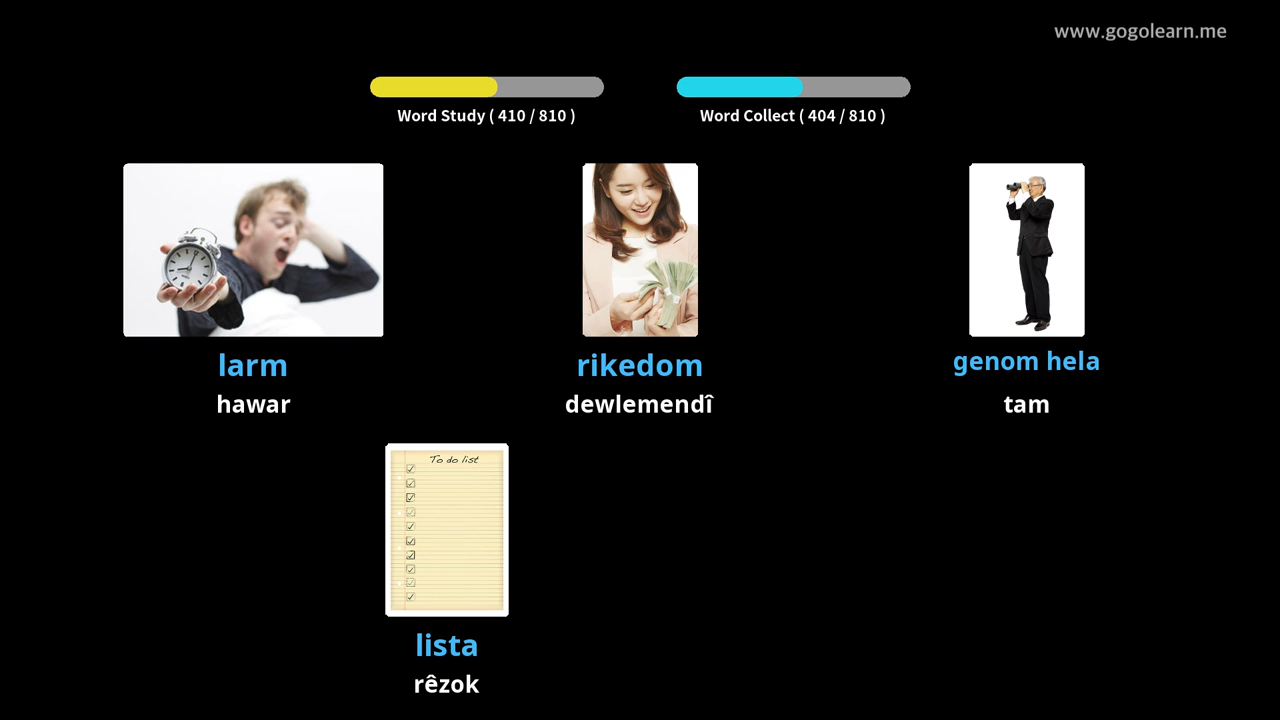 www.gogolearn.me
Word Study ( 410 / 810 )
Word Collect ( 404 / 810 )
larm
hawar
rikedom
dewlemendî
genom hela
tam
To do list
lista
rêzok